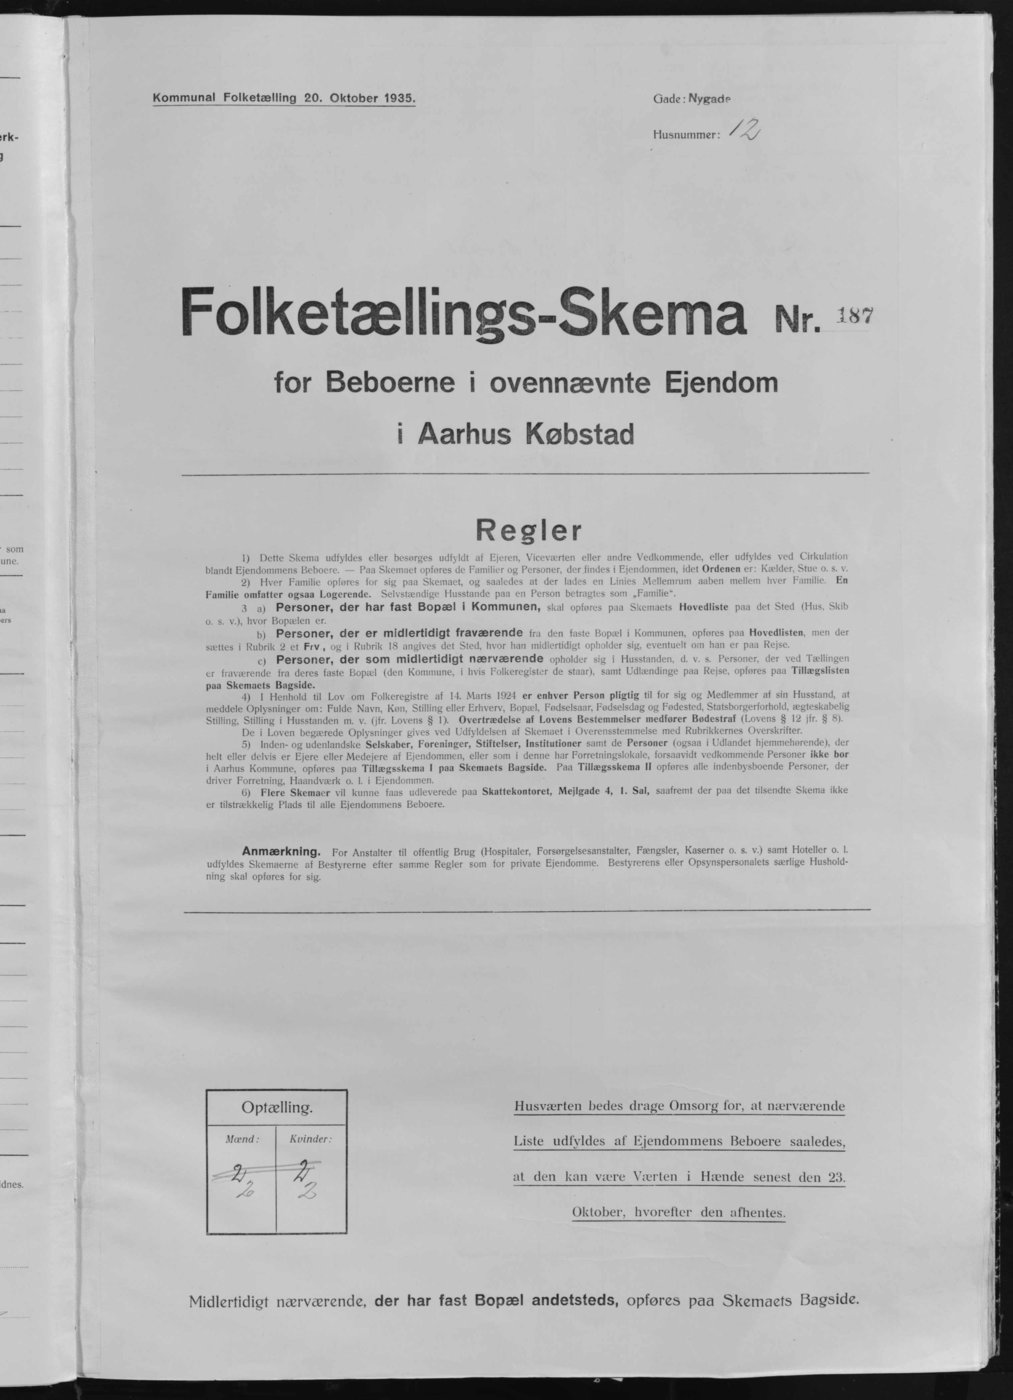 Kommunal Folketælling 20. Oktober 1935.
Gade: Nygade
Husnummer: 12
Folketællings-Skema Nr. 187
for Beboerne i ovennævnte Ejendom
i Aarhus Købstad
Regler
1) Dette Skema udfyldes eller besørges udfyldt af Ejeren, Viceværten eller andre Vedkommende, eller udfyldes ved Cirkulation
blandt Ejendommens Beboere. — Paa Skemaet opføres de Familier og Personer, der findes i Ejendommen, idet Ordenen er: Kælder, Stue o. s. v.
2) Hver Familie opføres for sig paa Skemaet, og saaledes at der lades en Linies Mellemrum aaben mellem hver Familie. En
Familie omfatter ogsaa Logerende. Selvstændige Husstande paa en Person betragtes som „Familie“.
3 a) Personer, der har fast Bopæl i Kommunen, skal opføres paa Skemaets Hovedliste paa det Sted (Hus, Skib
o. s. v.), hvor Bopælen er.
b) Personer, der er midlertidigt fraværende fra den faste Bopæl i Kommunen, opføres paa Hovedlisten, men der
sættes i Rubrik 2 et Frv., og i Rubrik 18 angives det Sted, hvor han midlertidigt opholder sig, eventuelt om han er paa Rejse.
c) Personer, der som midlertidigt nærværende opholder sig i Husstanden, d. v. s. Personer, der ved Tællingen
er fraværende fra deres faste Bopæl (den Kommune, i hvis Folkeregister de staar), samt Udlændinge paa Rejse, opføres paa Tillægslisten
paa Skemaets Bagside.
4) I Henhold til Lov om Folkeregistre af 14. Marts 1924 er enhver Person pligtig til for sig og Medlemmer af sin Husstand, at
meddele Oplysninger om: Fulde Navn, Køn, Stilling eller Erhverv, Bopæl, Fødselsaar, Fødselsdag og Fødested, Statsborgerforhold, ægteskabelig
Stilling, Stilling i Husstanden m. v. (jfr. Lovens § 1). Overtrædelse af Lovens Bestemmelser medfører Bødestraf (Lovens § 12 jfr. § 8).
De i Loven begærede Oplysninger gives ved Udfyldelsen af Skemaet i Overensstemmelse med Rubrikkernes Overskrifter.
5) Inden- og udenlandske Selskaber, Foreninger, Stiftelser, Institutioner samt de Personer (ogsaa i Udlandet hjemmehørende), der
helt eller delvis er Ejere eller Medejere af Ejendommen, eller som i denne har Forretningslokale, forsaavidt vedkommende Personer ikke bor
i Aarhus Kommune, opføres paa Tillægsskema I paa Skemaets Bagside. Paa Tillægsskema II opføres alle indenbysboende Personer, der
driver Forretning, Haandværk o. l. i Ejendommen.
6) Flere Skemaer vil kunne faas udleverede paa Skattekontoret, Mejlgade 4, 1. Sal, saafremt der paa det tilsendte Skema ikke
er tilstrækkelig Plads til alle Ejendommens Beboere.
Anmærkning. For Anstalter til offentlig Brug (Hospitaler, Forsørgelsesanstalter, Fængsler, Kaserner o. s. v.) samt Hoteller o. l.
udfyldes Skemaerne af Bestyrerne efter samme Regler som for private Ejendomme. Bestyrerens eller Opsynspersonalets særlige Hushold-
ning skal opføres for sig.
Optælling.
Mænd: Kvinder:
2 2
2 2
Husværten bedes drage Omsorg for, at nærværende
Liste udfyldes af Ejendommens Beboere saaledes,
at den kan være Værten i Hænde senest den 23.
Oktober, hvorefter den afhentes.
Midlertidigt nærværende, der har fast Bopæl andetsteds, opføres paa Skemaets Bagside.